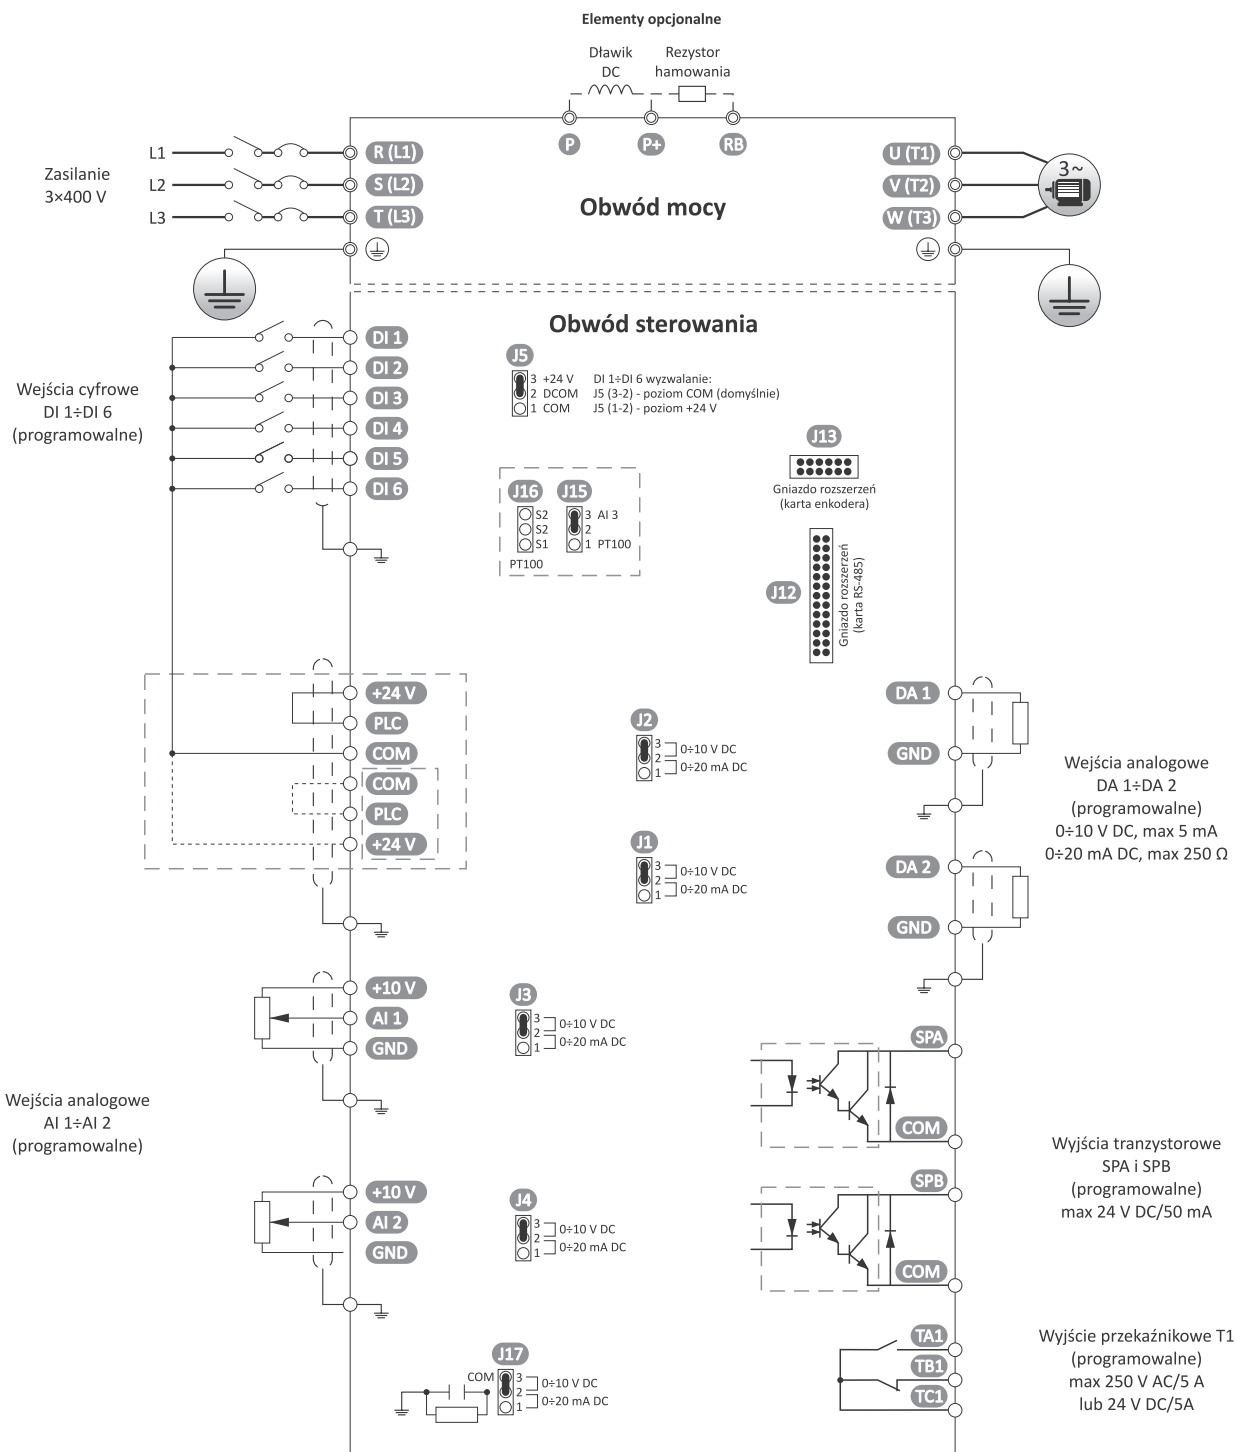 Elementy opcjonalne
Dławik
DC
Rezystor
hamowania
P
P+
RB
Zasilanie
3×400 V
L1
L2
L3
R (L1)
S (L2)
T (L3)
Obwód mocy
U (T1)
V (T2)
W (T3)
3~
Obwód sterowania
Wejścia cyfrowe
DI 1÷DI 6
(programowalne)
DI 1
DI 2
DI 3
DI 4
DI 5
DI 6
J5
3 +24 V
2 DCOM
1 COM
DI 1÷DI 6 wyzwalanie:
J5 (3-2) - poziom COM (domyślnie)
J5 (1-2) - poziom +24 V
J13
Gniazdo rozszerzeń
(karta enkodera)
J16
S2
S2
S1
PT100
J15
3 AI 3
2
1 PT100
J12
Gniazdo rozszerzeń
(karta RS-485)
+24 V
PLC
COM
COM
PLC
+24 V
J2
3
2
1
0÷10 V DC
0÷20 mA DC
J1
3
2
1
0÷10 V DC
0÷20 mA DC
DA 1
GND
DA 2
GND
Wejścia analogowe
DA 1÷DA 2
(programowalne)
0÷10 V DC, max 5 mA
0÷20 mA DC, max 250 Ω
Wejścia analogowe
AI 1÷AI 2
(programowalne)
+10 V
AI 1
GND
J3
3
2
1
0÷10 V DC
0÷20 mA DC
+10 V
AI 2
GND
J4
3
2
1
0÷10 V DC
0÷20 mA DC
SPA
COM
SPB
COM
Wyjścia tranzystorowe
SPA i SPB
(programowalne)
max 24 V DC/50 mA
J17
COM
3
2
1
0÷10 V DC
0÷20 mA DC
TA1
TB1
TC1
Wyjście przekaźnikowe T1
(programowalne)
max 250 V AC/5 A
lub 24 V DC/5A